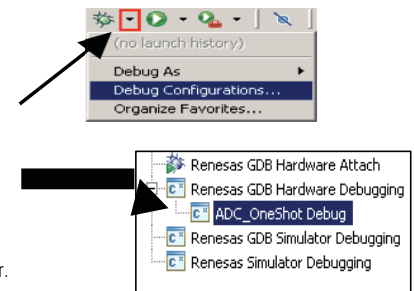 (no launch history)
Debug As
Debug Configurations...
Organize Favorites...
Renesas GDB Hardware Attach
Renesas GDB Hardware Debugging
ADC_OneShot Debug
Renesas GDB Simulator Debugging
Renesas Simulator Debugging
r.